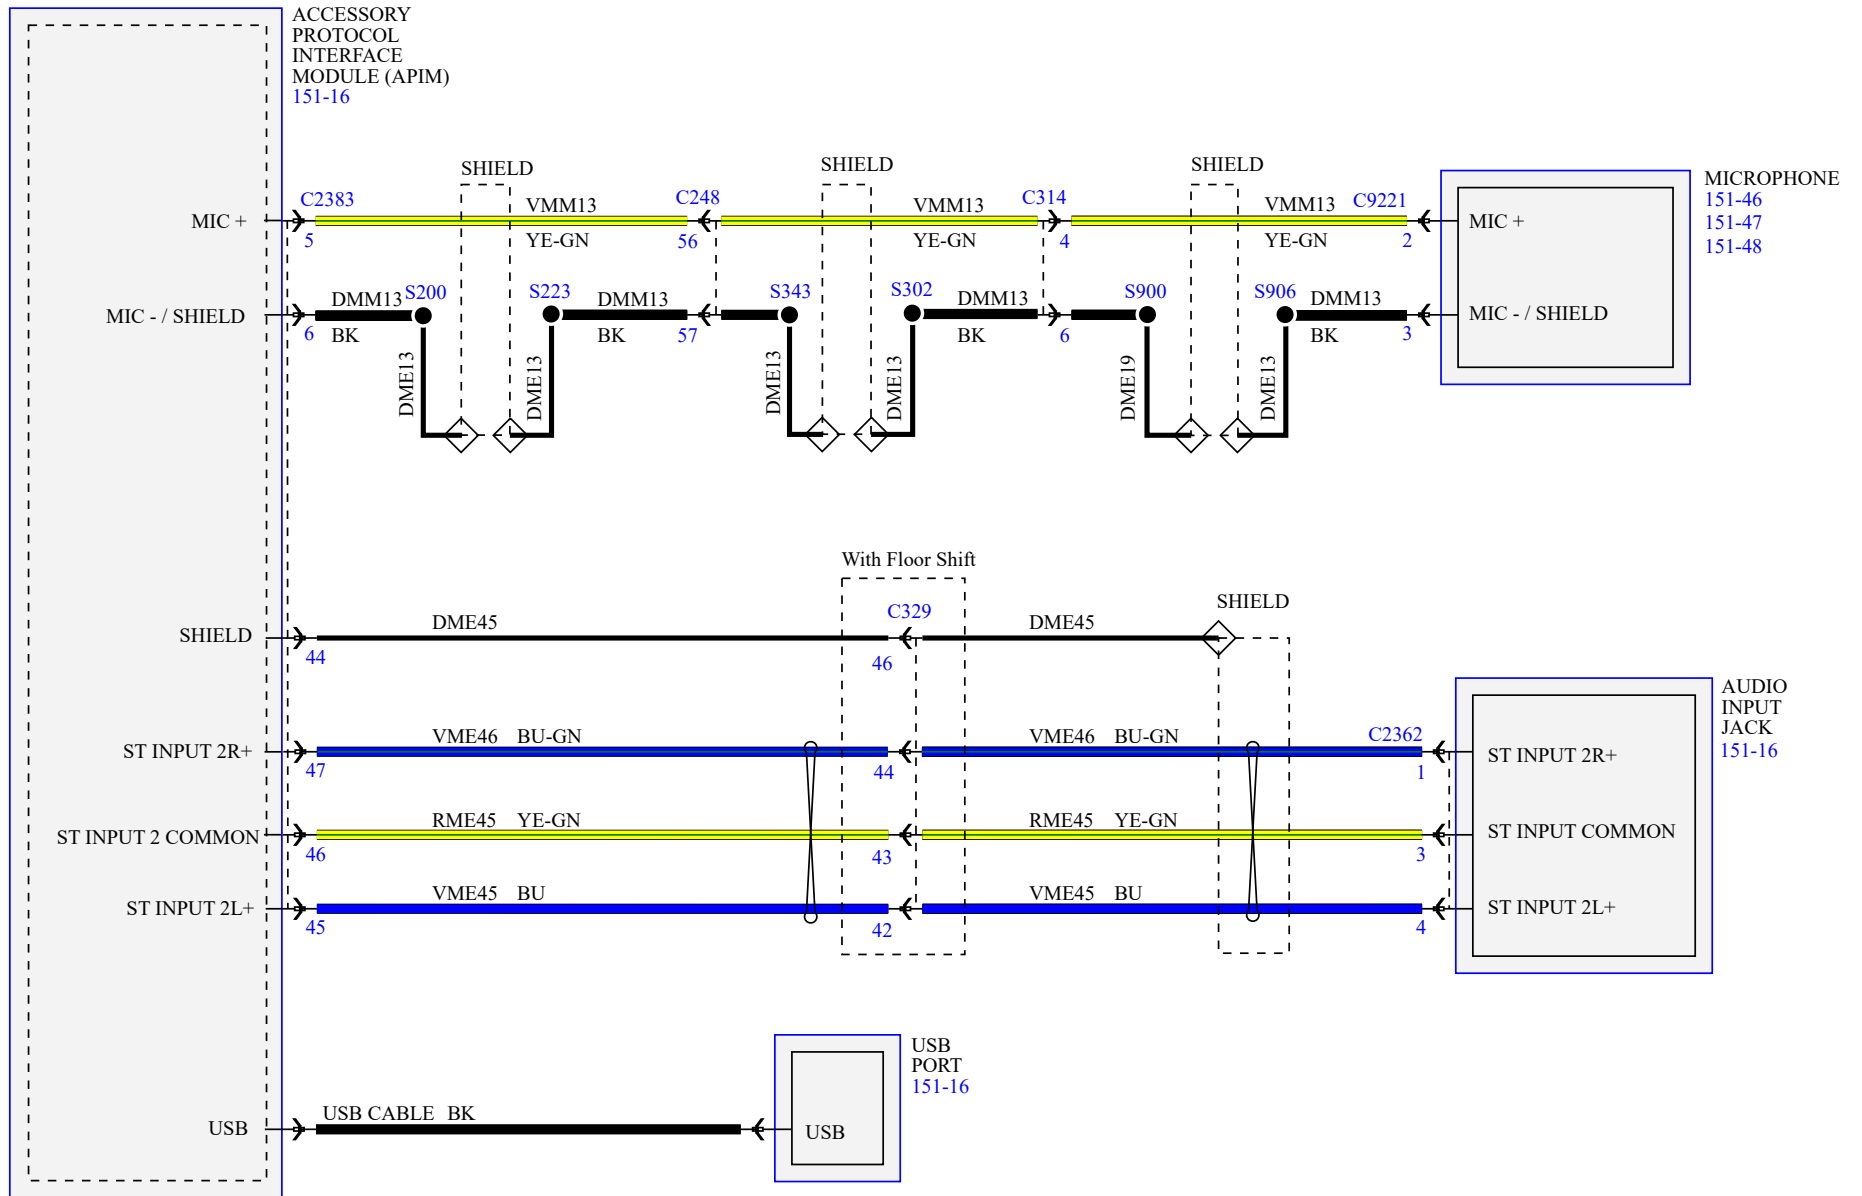 ACCESSORY
PROTOCOL
INTERFACE
MODULE (APIM)
151-16
SHIELD
SHIELD
SHIELD
MICROPHONE
151-46
151-47
151-48
MIC +
C2383
5
VMM13
YE-GN
C248
56
VMM13
YE-GN
C314
4
VMM13
YE-GN
C9221
2
MIC +
MIC - / SHIELD
6
DMM13
BK
S200
S223
DMM13
BK
57
S343
S302
DMM13
BK
6
S900
S906
DMM13
BK
3
MIC - / SHIELD
DME13
DME13
DME13
DME13
DME19
DME13
With Floor Shift
SHIELD
44
DME45
C329
46
DME45
SHIELD
AUDIO
INPUT
JACK
151-16
ST INPUT 2R+
47
VME46 BU-GN
44
VME46 BU-GN
C2362
1
ST INPUT 2R+
ST INPUT 2 COMMON
46
RME45 YE-GN
43
RME45 YE-GN
3
ST INPUT COMMON
ST INPUT 2L+
45
VME45 BU
42
VME45 BU
4
ST INPUT 2L+
USB
PORT
151-16
USB
USB CABLE BK
USB